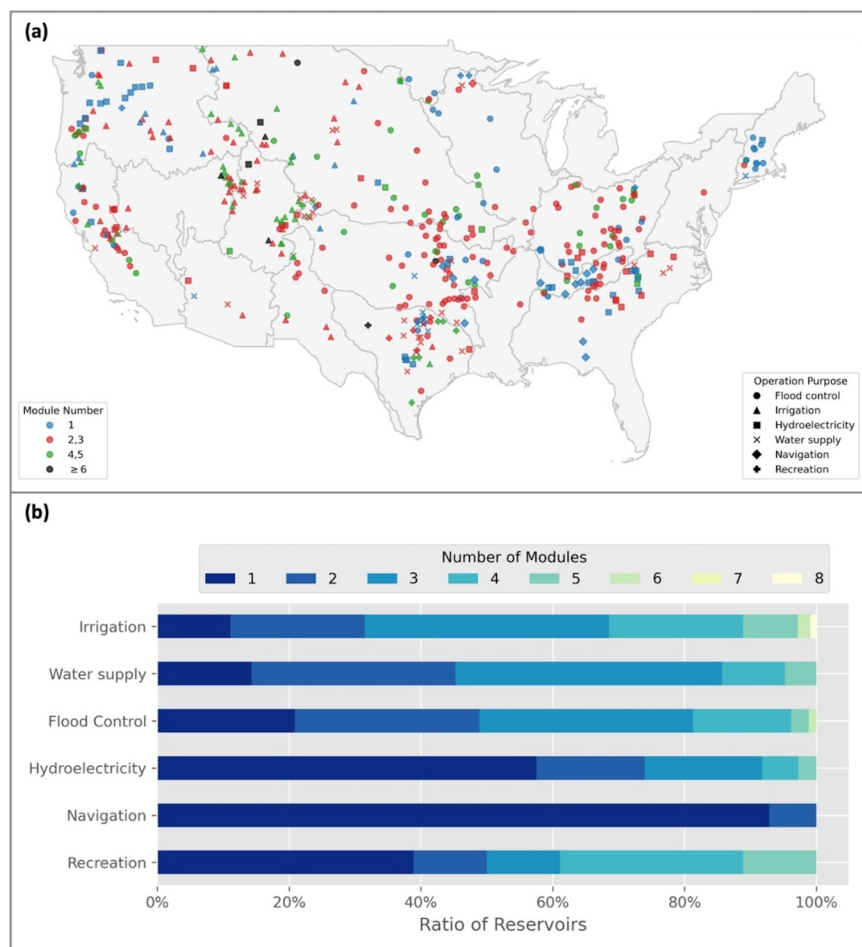 (a)
Module Number
1
2,3
4,5
≥ 6
Operation Purpose
Flood control
Irrigation
Hydroelectricity
Water supply
Navigation
Recreation
(b)
Number of Modules
1 2 3 4 5 6 7 8
Irrigation
Water supply
Flood Control
Hydroelectricity
Navigation
Recreation
0% 20% 40% 60% 80% 100%
Ratio of Reservoirs